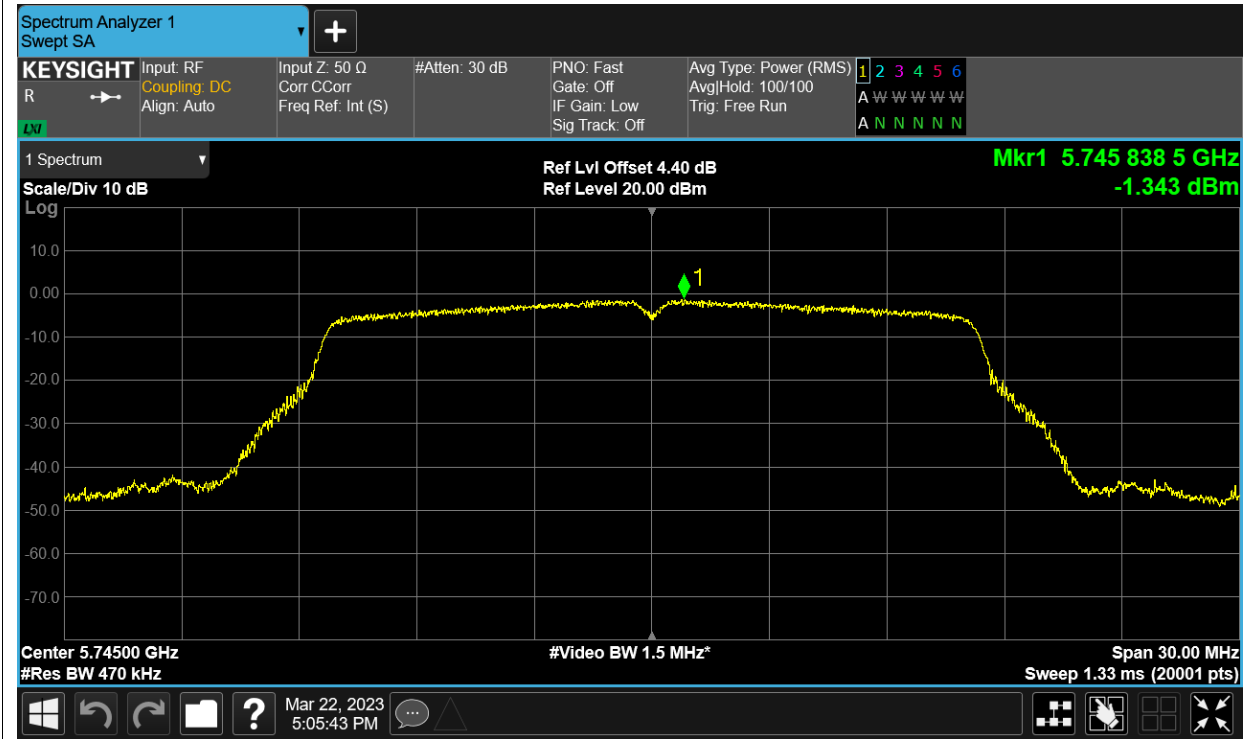 Spectrum Analyzer 1
Swept SA
KEYSIGHT
R
LXI
Input: RF
Coupling: DC
Align: Auto
Input Z: 50 Ω
Corr CCorr
Freq Ref: Int (S)
#Atten: 30 dB
PNO: Fast
Gate: Off
IF Gain: Low
Sig Track: Off
Avg Type: Power (RMS)
Avg|Hold: 100/100
Trig: Free Run
1 2 3 4 5 6
A W W W W W
A N N N N N
1 Spectrum
Scale/Div 10 dB
Ref Lvl Offset 4.40 dB
Ref Level 20.00 dBm
Mkr1 5.745 838 5 GHz
-1.343 dBm
Log
10.0
0.00
-10.0
-20.0
-30.0
-40.0
-50.0
-60.0
-70.0
1
Center 5.74500 GHz
#Res BW 470 kHz
#Video BW 1.5 MHz*
Span 30.00 MHz
Sweep 1.33 ms (20001 pts)
?
Mar 22, 2023
5:05:43 PM